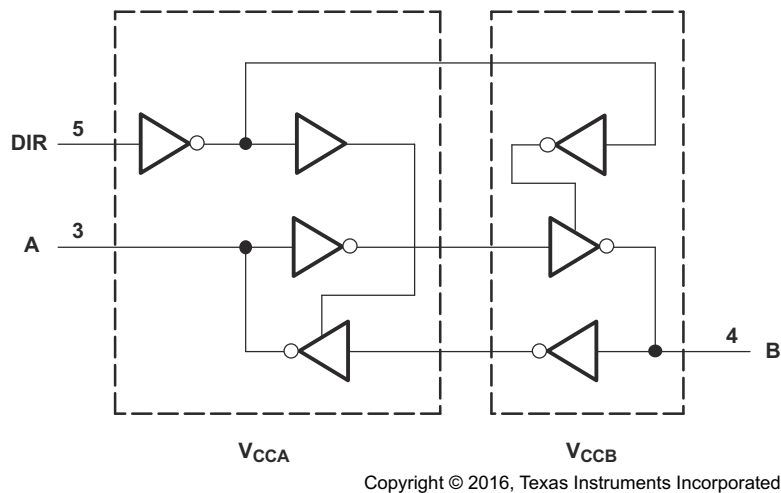 DIR 5
A 3
4 B
VCCA VCCB
Copyright © 2016, Texas Instruments Incorporated